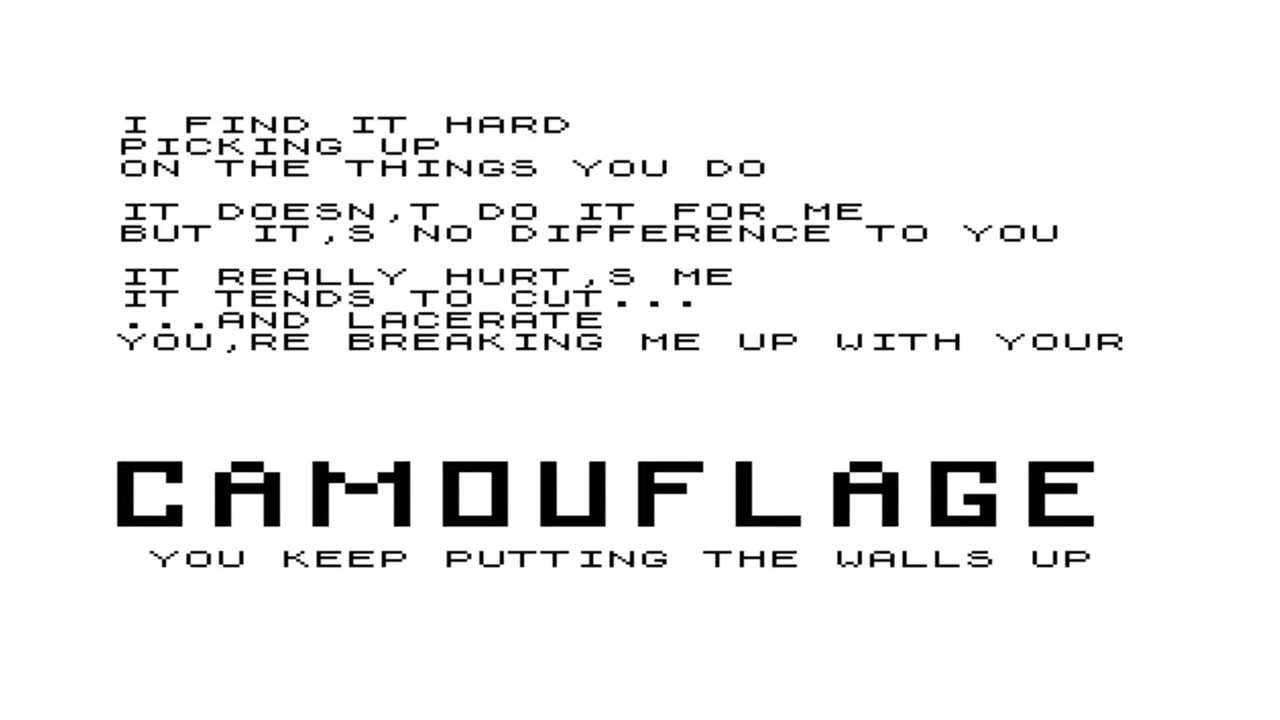 I FIND IT HARD
PICKING UP
ON THE THINGS YOU DO
IT DOESN,T DO IT FOR ME
BUT IT,S NO DIFFERENCE TO YOU
IT REALLY HURT,S ME
IT TENDS TO CUT...
...AND LACERATE
YOU,RE BREAKING ME UP WITH YOUR
CAMOUFLAGE
YOU KEEP PUTTING THE WALLS UP